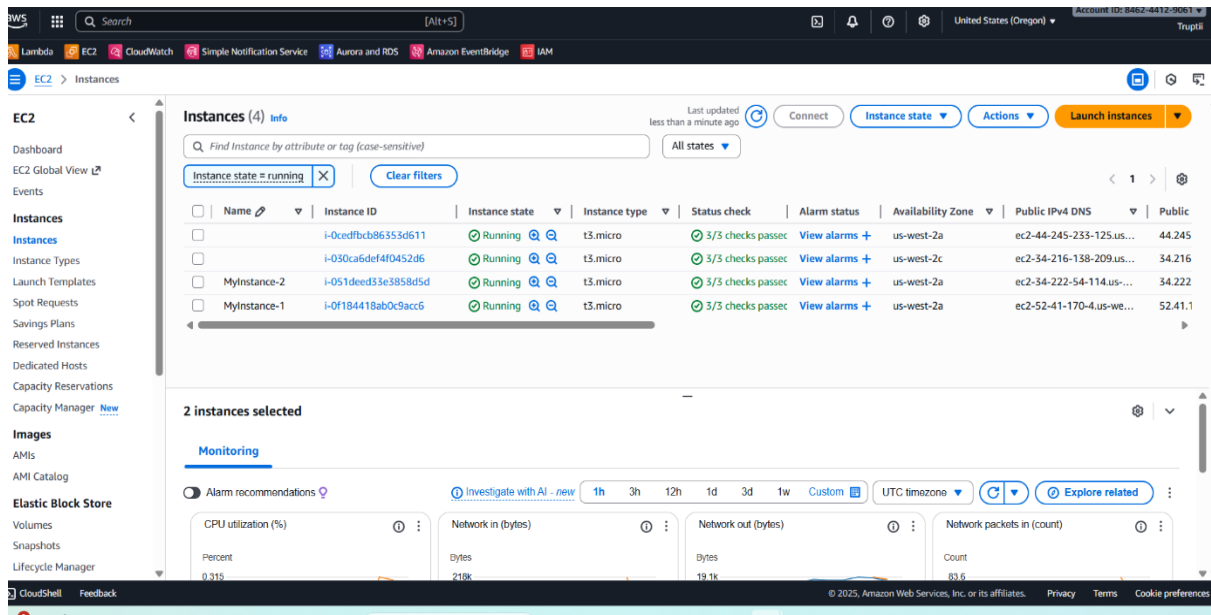 aws
Search
[Alt+S]
Account ID: 8462-4412-9061
United States (Oregon)
Truptii
Lambda EC2 CloudWatch Simple Notification Service Aurora and RDS Amazon EventBridge IAM
EC2 > Instances
EC2
Dashboard
EC2 Global View
Events
Instances
Instances
Instance Types
Launch Templates
Spot Requests
Savings Plans
Reserved Instances
Dedicated Hosts
Capacity Reservations
Capacity Manager New
Images
AMIs
AMI Catalog
Elastic Block Store
Volumes
Snapshots
Lifecycle Manager
Instances (4) Info
Last updated
less than a minute ago
Connect
Instance state
Actions
Launch instances
Find Instance by attribute or tag (case-sensitive)
All states
Instance state = running
Clear filters
1
Name Instance ID Instance state Instance type Status check Alarm status Availability Zone Public IPv4 DNS Public
i-0cedfbcb86353d611 Running t3.micro 3/3 checks passec View alarms + us-west-2a ec2-44-245-233-125.us... 44.245
i-030ca6def4f0452d6 Running t3.micro 3/3 checks passec View alarms + us-west-2c ec2-34-216-138-209.us... 34.216
MyInstance-2 i-051deed33e3858d5d Running t3.micro 3/3 checks passec View alarms + us-west-2a ec2-34-222-54-114.us-... 34.222
MyInstance-1 i-0f184418ab0c9acc6 Running t3.micro 3/3 checks passec View alarms + us-west-2a ec2-52-41-170-4.us-we... 52.41.1
2 instances selected
Monitoring
Alarm recommendations
Investigate with AI - new
1h 3h 12h 1d 3d 1w Custom
UTC timezone
Explore related
CPU utilization (%)
Percent
0.315
Network in (bytes)
Bytes
218k
Network out (bytes)
Bytes
19.1k
Network packets in (count)
Count
83.6
CloudShell Feedback
© 2025, Amazon Web Services, Inc. or its affiliates. Privacy Terms Cookie preferences